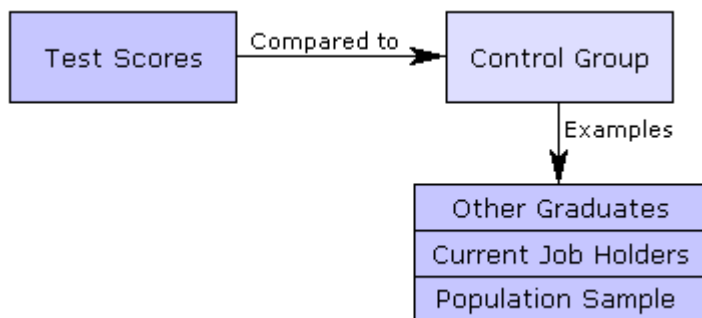 Test Scores
Compared to
Control Group
Examples
Other Graduates
Current Job Holders
Population Sample